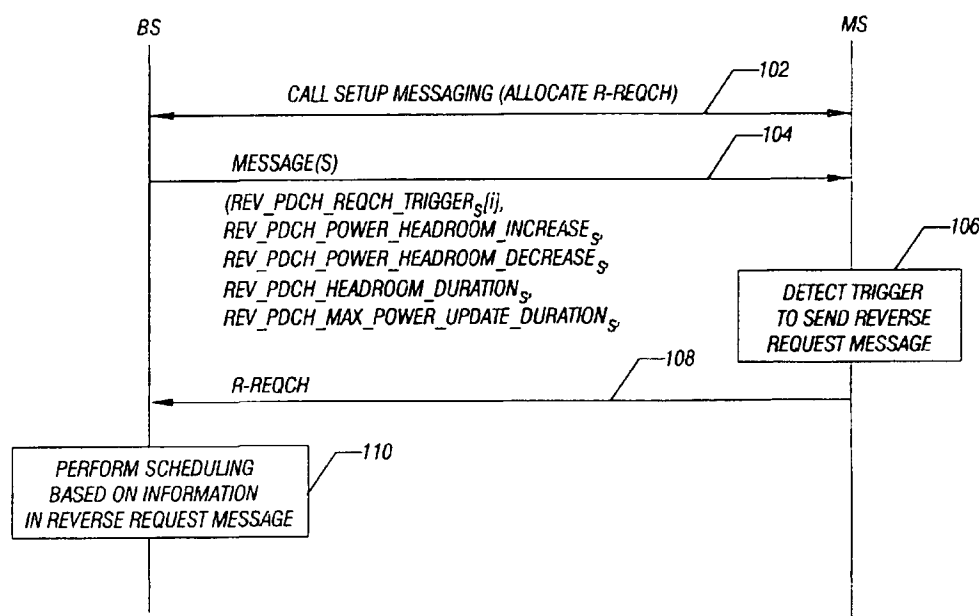 BS
MS
102
CALL SETUP MESSAGING (ALLOCATE R-REQCH)
104
MESSAGE(S)
(REV_PDCH_REQCH_TRIGGERS[i],
REV_PDCH_POWER_HEADROOM_INCREASES,
REV_PDCH_POWER_HEADROOM_DECREASES,
REV_PDCH_HEADROOM_DURATIONS,
REV_PDCH_MAX_POWER_UPDATE_DURATIONS,
106
DETECT TRIGGER
TO SEND REVERSE
REQUEST MESSAGE
108
R-REQCH
110
PERFORM SCHEDULING
BASED ON INFORMATION
IN REVERSE REQUEST MESSAGE